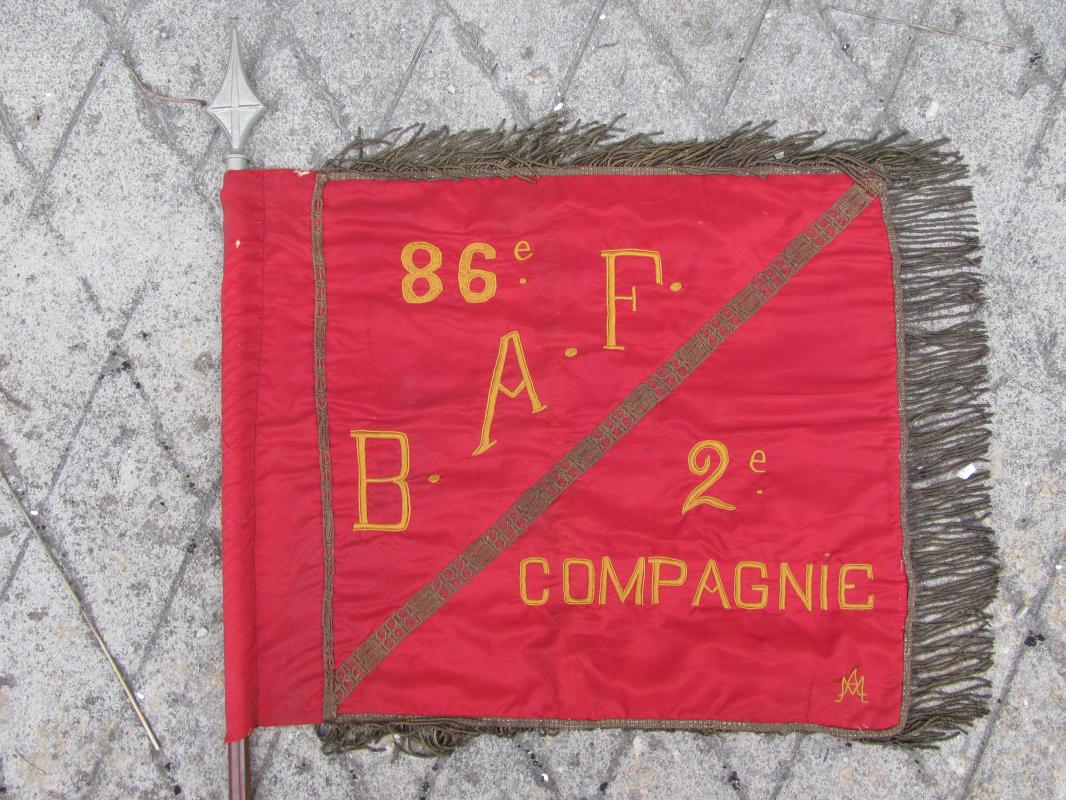 86e.
B.A.F.
2e.
COMPAGNiE